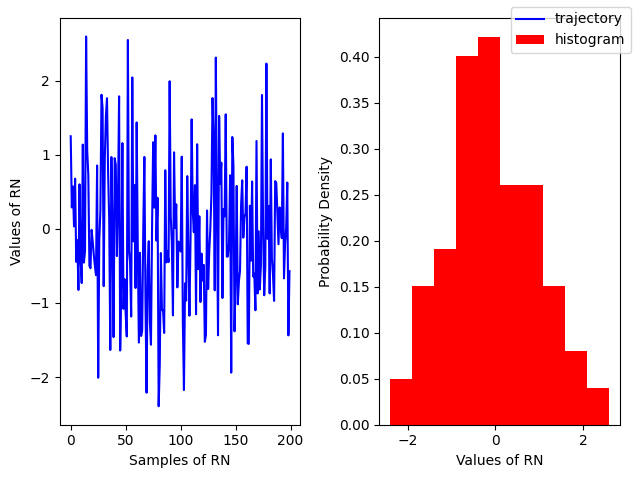 trajectory
histogram
Values of RN
2
1
0
−1
−2
0 50 100 150 200
Samples of RN
Probability Density
0.40
0.35
0.30
0.25
0.20
0.15
0.10
0.05
0.00
−2 0 2
Values of RN